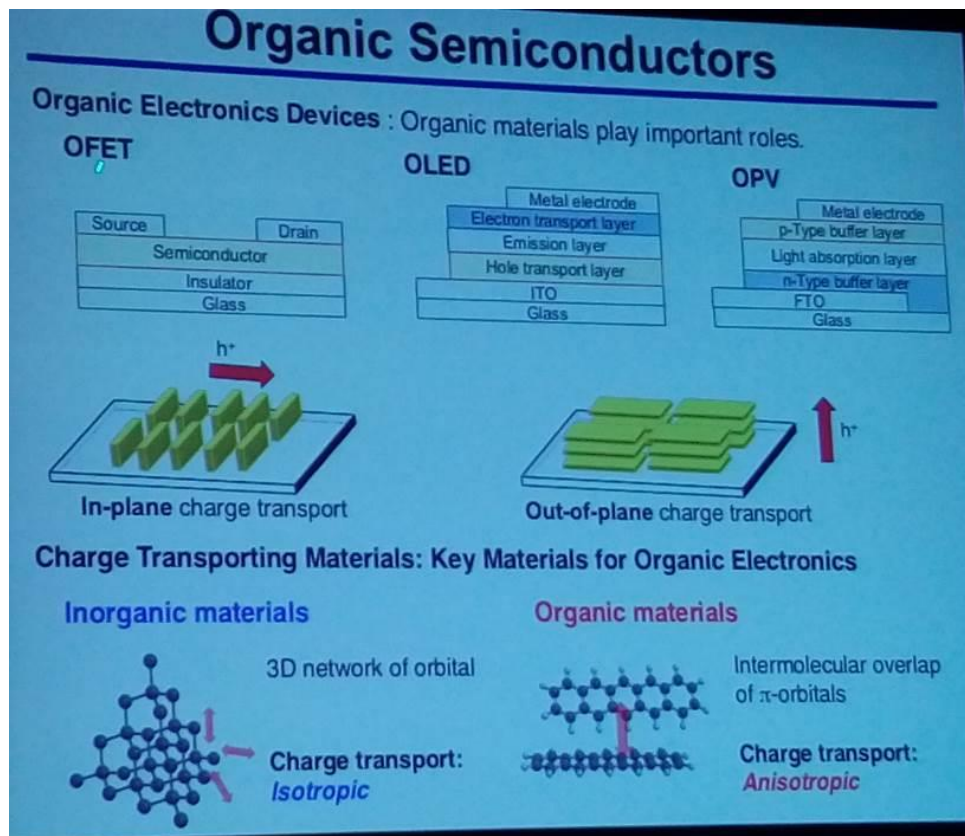 Organic Semiconductors
Organic Electronics Devices : Organic materials play important roles.
OFET
OLED
OPV
Source
Drain
Semiconductor
Insulator
Glass
Metal electrode
Electron transport layer
Emission layer
Hole transport layer
ITO
Glass
Metal electrode
p-Type buffer layer
Light absorption layer
n-Type buffer layer
FTO
Glass
h⁺
In-plane charge transport
h⁺
Out-of-plane charge transport
Charge Transporting Materials: Key Materials for Organic Electronics
Inorganic materials
3D network of orbital
Charge transport:
Isotropic
Organic materials
Intermolecular overlap
of π-orbitals
Charge transport:
Anisotropic